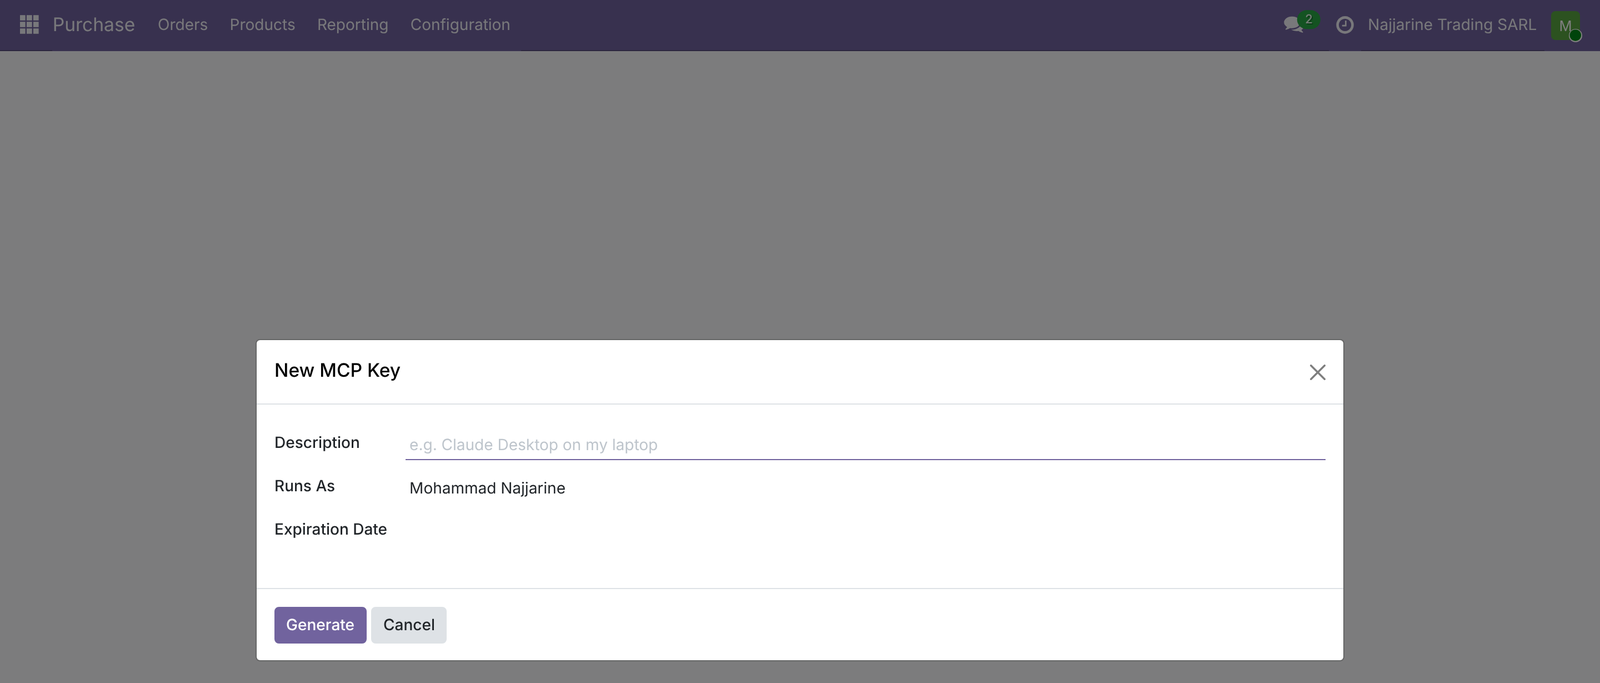 Purchase Orders Products Reporting Configuration 2 Najjarine Trading SARL M
New MCP Key
Description e.g. Claude Desktop on my laptop
Runs As Mohammad Najjarine
Expiration Date
Generate Cancel